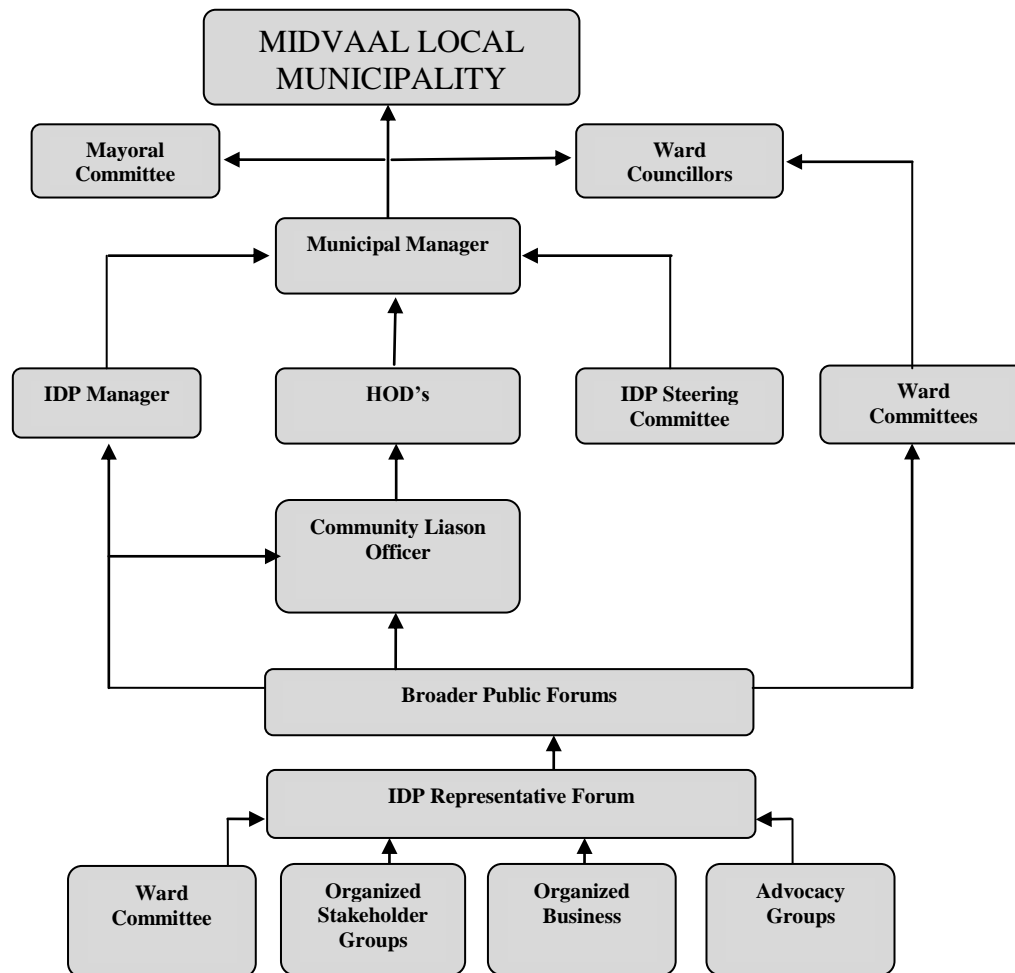 MIDVAAL LOCAL
MUNICIPALITY
Mayoral
Committee
Ward
Councillors
Municipal Manager
IDP Manager
HOD’s
IDP Steering
Committee
Ward
Committees
Community Liason
Officer
Broader Public Forums
IDP Representative Forum
Ward
Committee
Organized
Stakeholder
Groups
Organized
Business
Advocacy
Groups